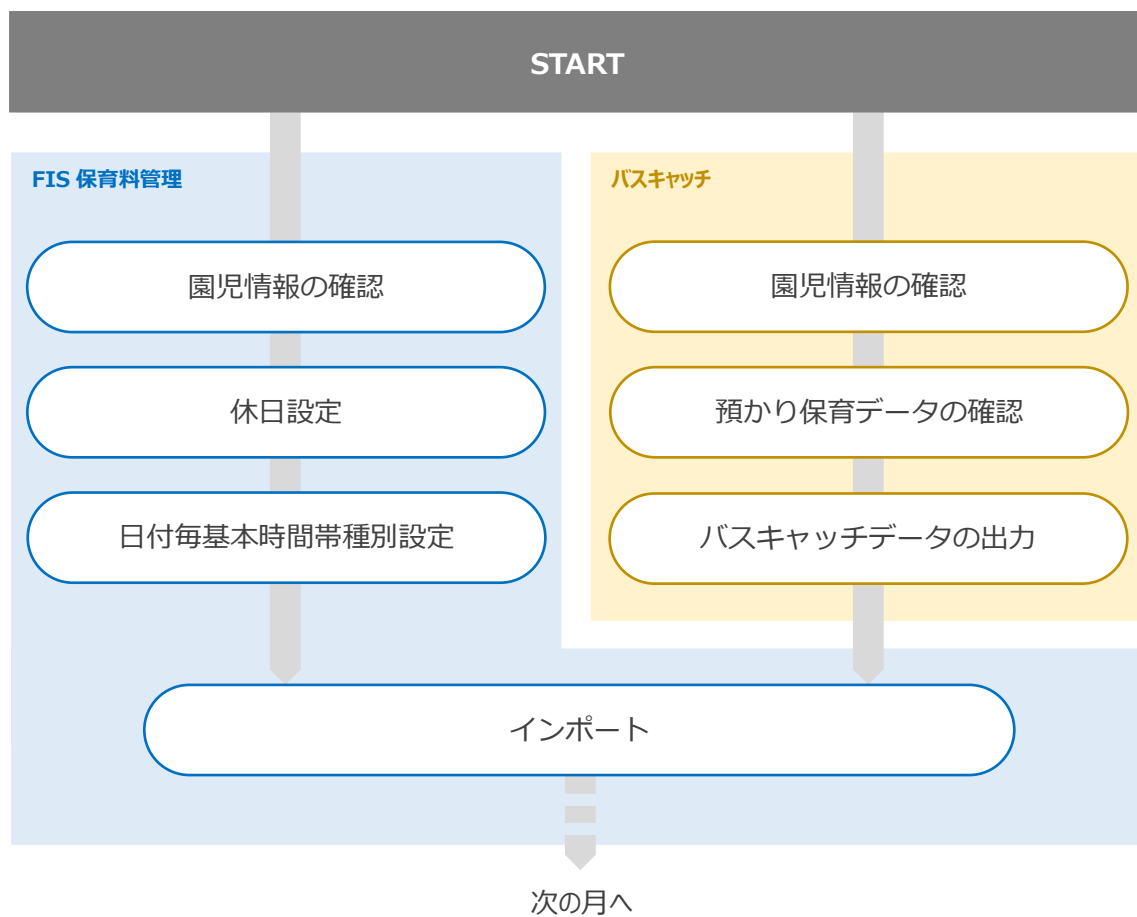 START
FIS 保育料管理
園児情報の確認
休日設定
日付毎基本時間帯種別設定
バスキャッチ
園児情報の確認
預かり保育データの確認
バスキャッチデータの出力
インポート
次の月へ